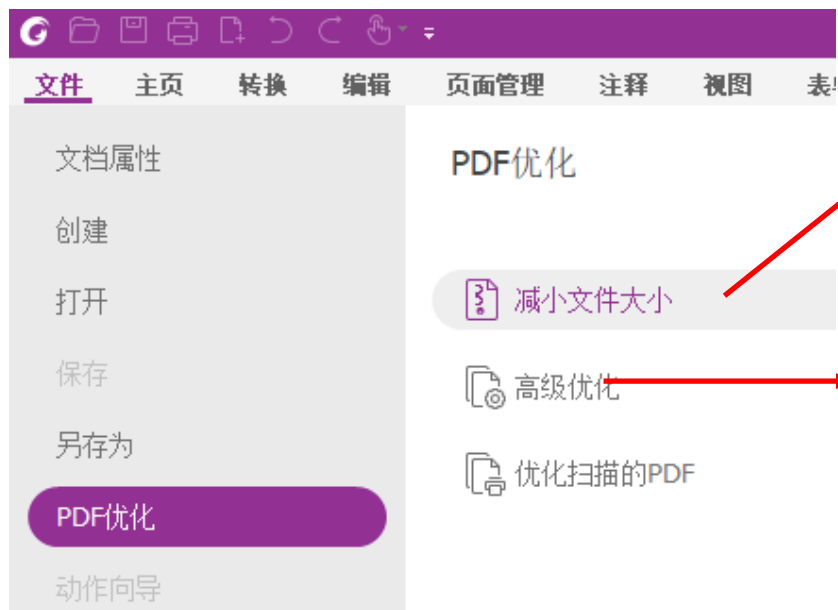 文件 主页 转换 编辑 页面管理 注释 视图 表
文档属性
创建
打开
保存
另存为
PDF优化
动作向导
PDF优化
减小文件大小
高级优化
优化扫描的PDF